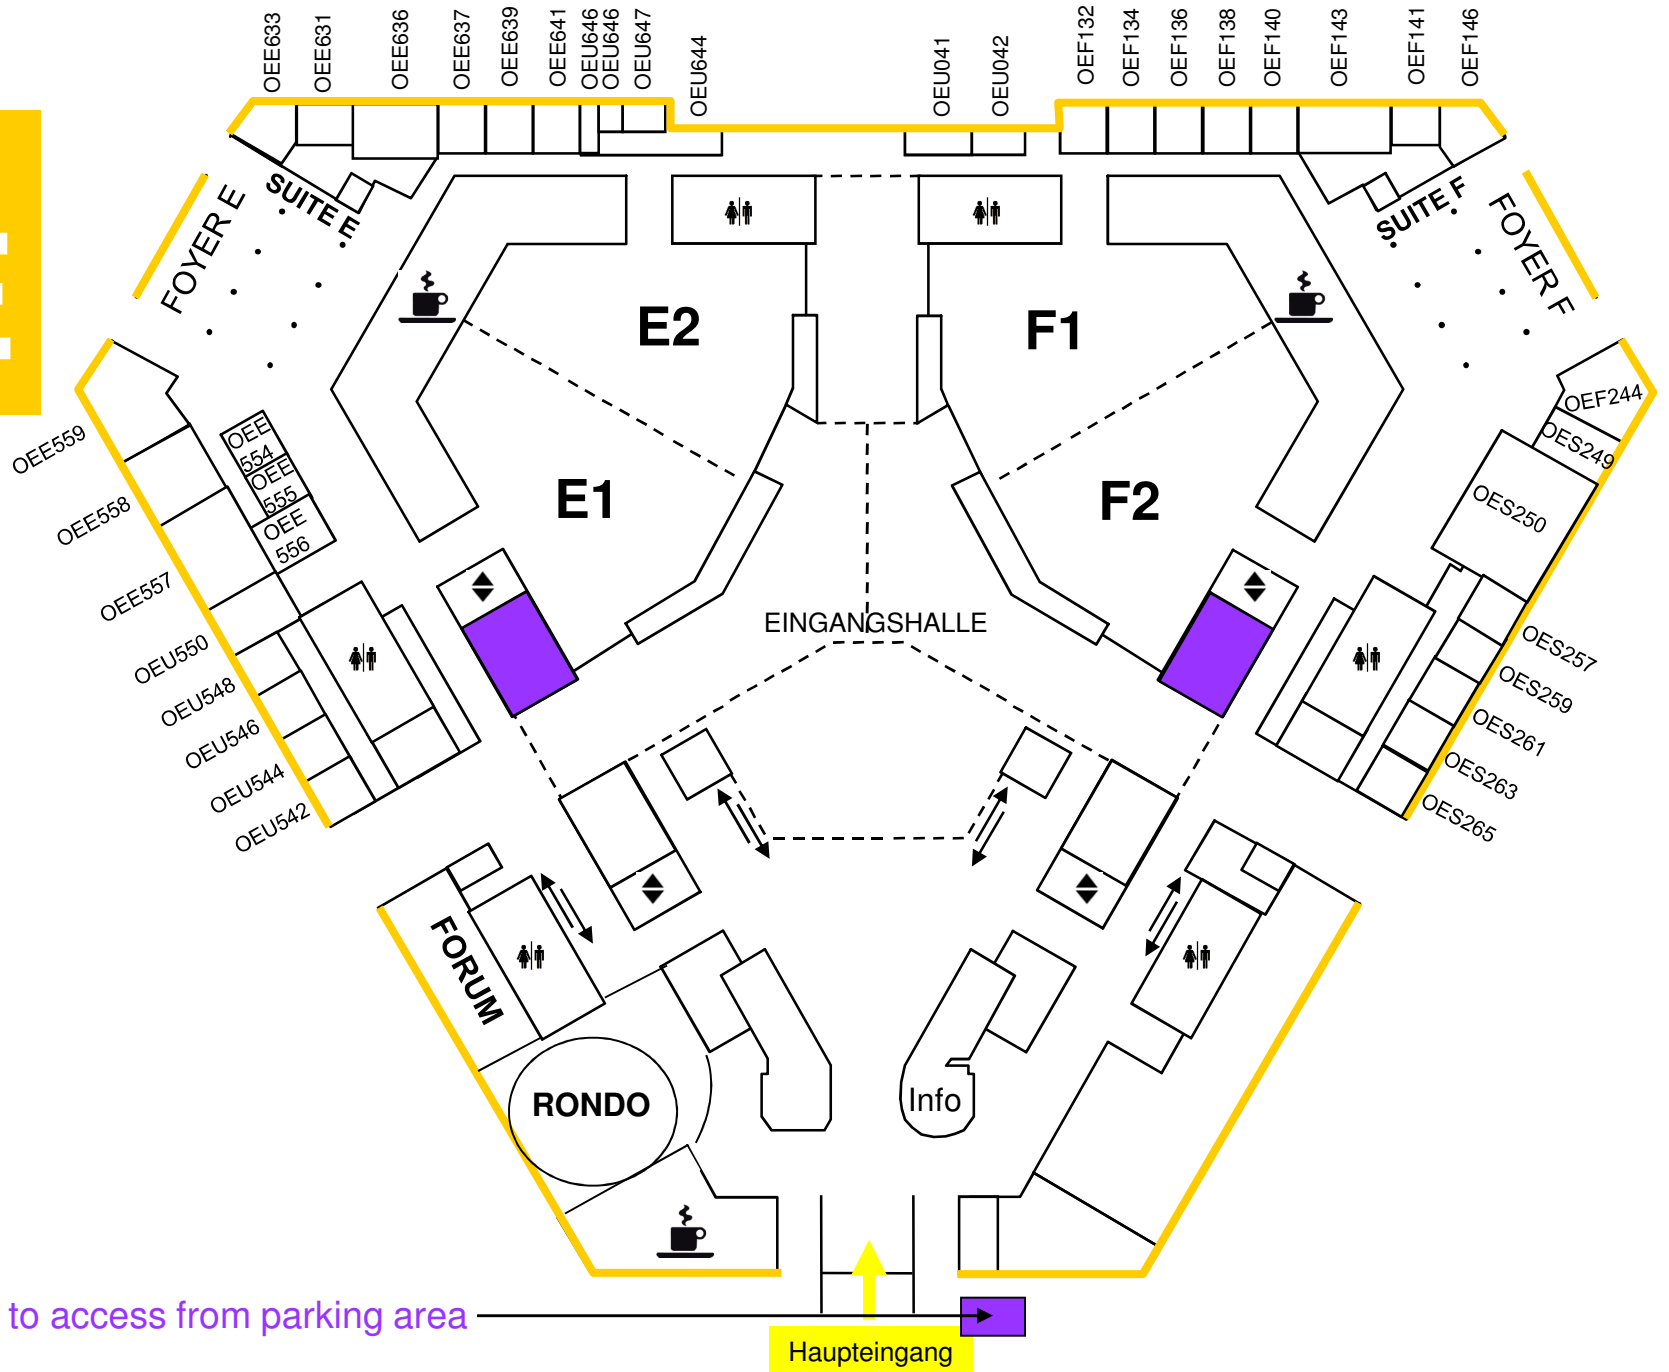 OEE633
OEE631
OEE636
OEE637
OEE639
OEE641
OEU646
OEU646
OEU647
OEU644
OEU041
OEU042
OEF132
OEF134
OEF136
OEF138
OEF140
OEF143
OEF141
OEF146
FOYER E
SUITE E
SUITE F
FOYER F
E2
F1
E1
F2
OEE559
OEE558
OEE557
OEU550
OEU548
OEU546
OEU544
OEU542
OEE
554
OEE
555
OEE
556
OEF244
OES249
OES250
OES257
OES259
OES261
OES263
OES265
EINGANGSHALLE
FORUM
RONDO
Info
to access from parking area
Haupteingang